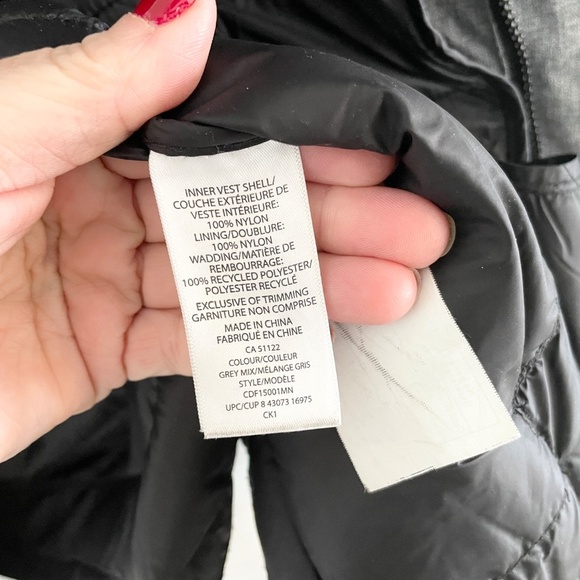 INNER VEST SHELL/
COUCHE EXTÉRIEURE DE
VESTE INTÉRIEURE:
100% NYLON
LINING/DOUBLURE:
100% NYLON
WADDING/MATIÈRE DE
REMBOURRAGE:
100% RECYCLED POLYESTER/
POLYESTER RECYCLÉ
EXCLUSIVE OF TRIMMING
GARNITURE NON COMPRISE
MADE IN CHINA
FABRIQUÉ EN CHINE
CA 51122
COLOUR/COULEUR
GREY MIX/MÉLANGE GRIS
STYLE/MODÈLE
CDF15001MN
UPC/CUP 8 43073 16975
CK1